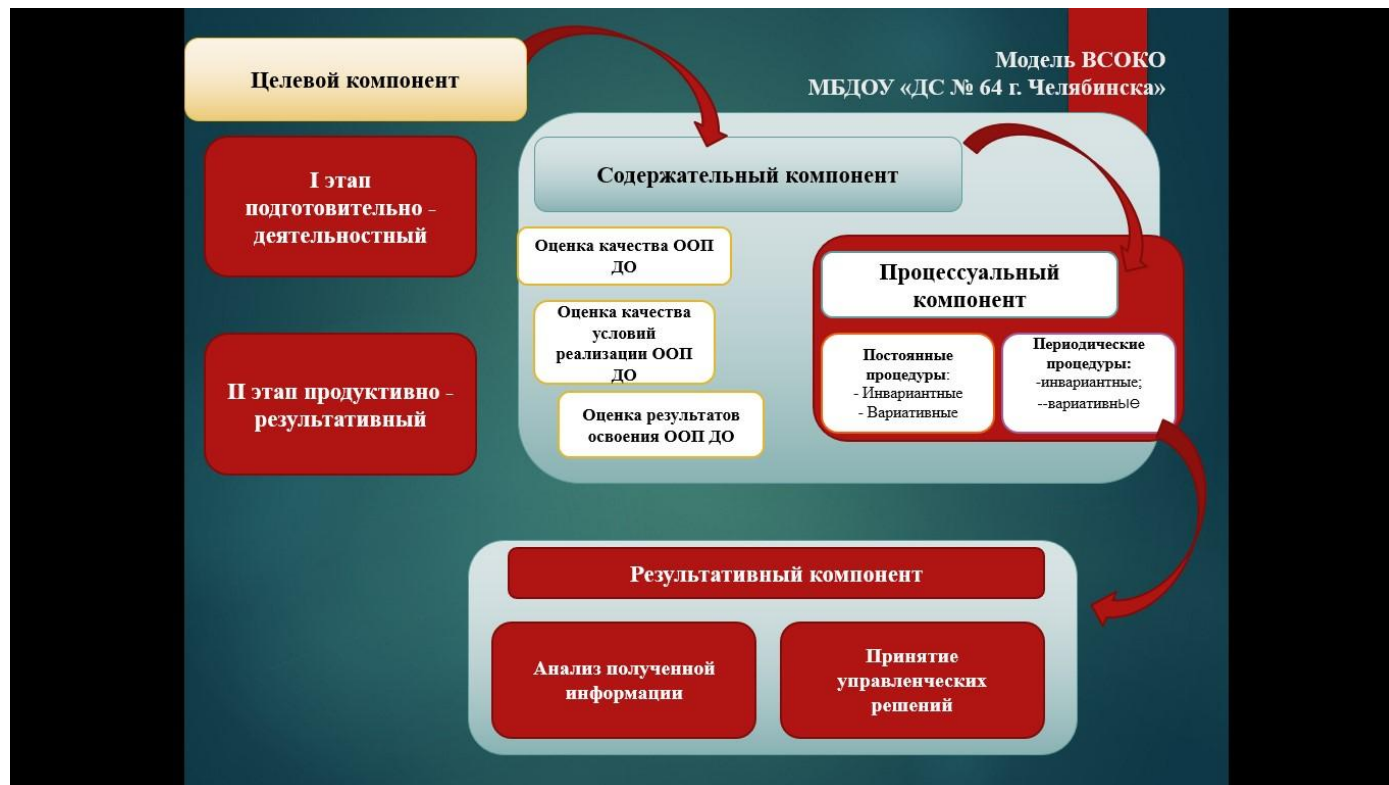 Целевой компонент
Модель ВСОКО
МБДОУ «ДС № 64 г. Челябинска»
I этап
подготовительно -
деятельностный
II этап продуктивно -
результативный
Содержательный компонент
Оценка качества ООП
ДО
Оценка качества
условий
реализации ООП
ДО
Оценка результатов
освоения ООП ДО
Процессуальный
компонент
Постоянные
процедуры:
- Инвариантные
- Вариативные
Периодические
процедуры:
-инвариантные;
--вариативные
Результативный компонент
Анализ полученной
информации
Принятие
управленческих
решений